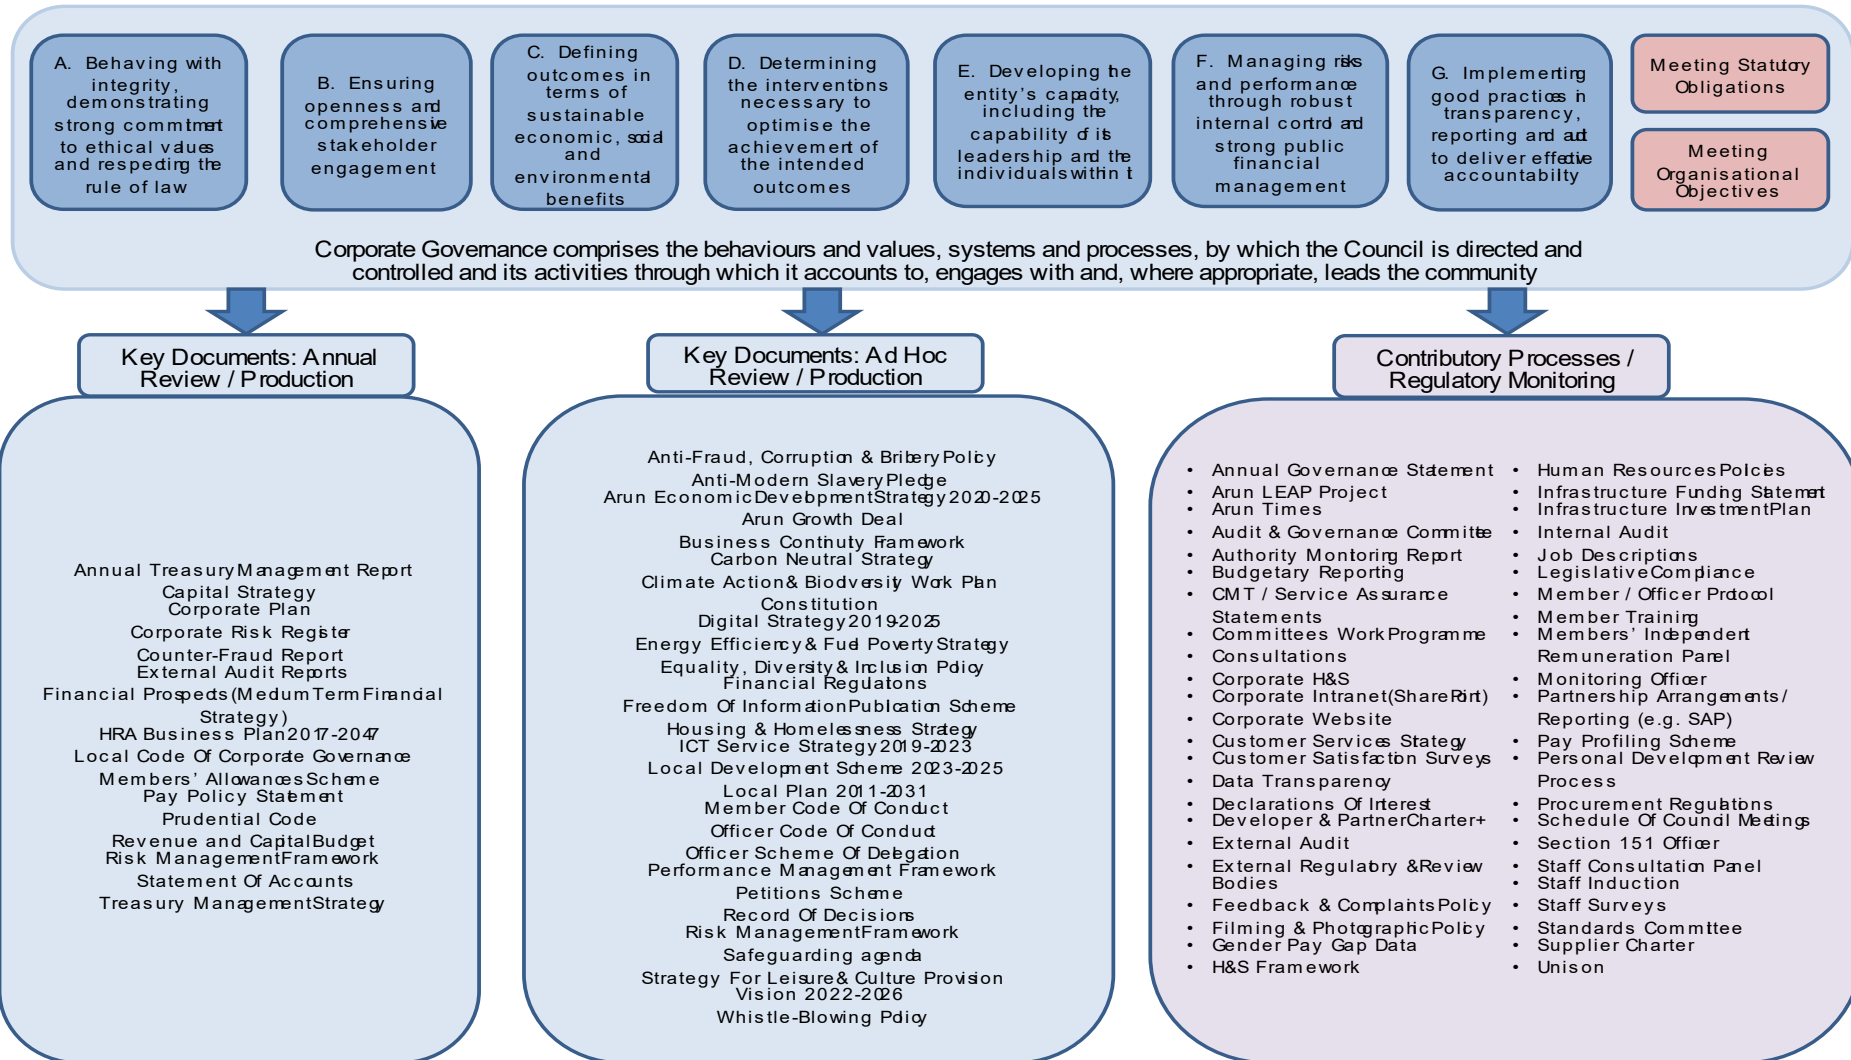 A. Behaving with
integrity,
demonstrating
strong commitment
to ethical values
and respecting the
rule of law
B. Ensuring
openness and
comprehensive
stakeholder
engagement
C. Defining
outcomes in
terms of
sustainable
economic, social
and
environmental
benefits
D. Determining
the interventions
necessary to
optimise the
achievement of
the intended
outcomes
E. Developing the
entity's capacity,
including the
capability of its
leadership and the
individuals within it
F. Managing risks
and performance
through robust
internal control and
strong public
financial
management
G. Implementing
good practices in
transparency,
reporting and audit
to deliver effective
accountability
Meeting Statutory
Obligations
Meeting
Organisational
Objectives
Corporate Governance comprises the behaviours and values, systems and processes, by which the Council is directed and
controlled and its activities through which it accounts to, engages with and, where appropriate, leads the community
Key Documents: Annual
Review / Production
Annual Treasury Management Report
Capital Strategy
Corporate Plan
Corporate Risk Register
Counter-Fraud Report
External Audit Reports
Financial Prospects (Medium Term Financial
Strategy)
HRA Business Plan 2017-2047
Local Code Of Corporate Governance
Members' Allowances Scheme
Pay Policy Statement
Prudential Code
Revenue and Capital Budget
Risk Management Framework
Statement Of Accounts
Treasury Management Strategy
Key Documents: Ad Hoc
Review / Production
Anti-Fraud, Corruption & Bribery Policy
Anti-Modern Slavery Pledge
Arun Economic Development Strategy 2020-2025
Arun Growth Deal
Business Continuity Framework
Carbon Neutral Strategy
Climate Action & Biodiversity Work Plan
Constitution
Digital Strategy 2019-2025
Energy Efficiency & Fuel Poverty Strategy
Equality, Diversity & Inclusion Policy
Financial Regulations
Freedom Of Information Publication Scheme
Housing & Homelessness Strategy
ICT Service Strategy 2019-2023
Local Development Scheme 2023-2025
Local Plan 2011-2031
Member Code Of Conduct
Officer Code Of Conduct
Officer Scheme Of Delegation
Performance Management Framework
Petitions Scheme
Record Of Decisions
Risk Management Framework
Safeguarding agenda
Strategy For Leisure & Culture Provision
Vision 2022-2026
Whistle-Blowing Policy
Contributory Processes /
Regulatory Monitoring
• Annual Governance Statement
• Arun LEAP Project
• Arun Times
• Audit & Governance Committee
• Authority Monitoring Report
• Budgetary Reporting
• CMT / Service Assurance
Statements
• Committees Work Programme
• Consultations
• Corporate H&S
• Corporate Intranet (SharePoint)
• Corporate Website
• Customer Services Strategy
• Customer Satisfaction Surveys
• Data Transparency
• Declarations Of Interest
• Developer & Partner Charter+
• External Audit
• External Regulatory & Review
Bodies
• Feedback & Complaints Policy
• Filming & Photographic Policy
• Gender Pay Gap Data
• H&S Framework
• Human Resources Policies
• Infrastructure Funding Statement
• Infrastructure Investment Plan
• Internal Audit
• Job Descriptions
• Legislative Compliance
• Member / Officer Protocol
• Member Training
• Members' Independent
Remuneration Panel
• Monitoring Officer
• Partnership Arrangements /
Reporting (e.g. SAP)
• Pay Profiling Scheme
• Personal Development Review
Process
• Procurement Regulations
• Schedule Of Council Meetings
• Section 151 Officer
• Staff Consultation Panel
• Staff Induction
• Staff Surveys
• Standards Committee
• Supplier Charter
• Unison